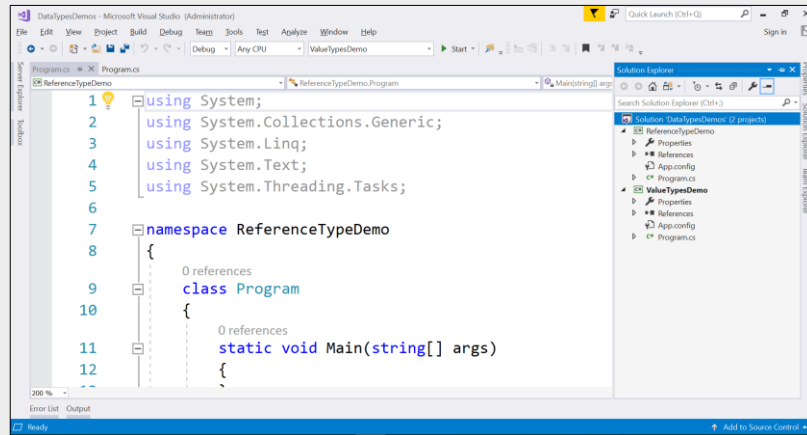 DataTypesDemos - Microsoft Visual Studio (Administrator)
Quick Launch (Ctrl+Q)
File Edit View Project Build Debug Team Tools Test Analyze Window Help
Sign in
Debug Any CPU ValueTypesDemo Start
Server Explorer
Toolbox
Program.cs Program.cs
ReferenceTypeDemo ReferenceTypeDemo.Program Main(string[] args
1 using System;
2 using System.Collections.Generic;
3 using System.Linq;
4 using System.Text;
5 using System.Threading.Tasks;
6
7 namespace ReferenceTypeDemo
8 {
0 references
9 class Program
10 {
0 references
11 static void Main(string[] args)
12 {
200 %
Solution Explorer
Search Solution Explorer (Ctrl+;)
Solution 'DataTypesDemos' (2 projects)
ReferenceTypeDemo
Properties
References
App.config
C# Program.cs
ValueTypesDemo
Properties
References
App.config
C# Program.cs
Properties
Solution Explorer
Team Explorer
Error List Output
Ready
Add to Source Control